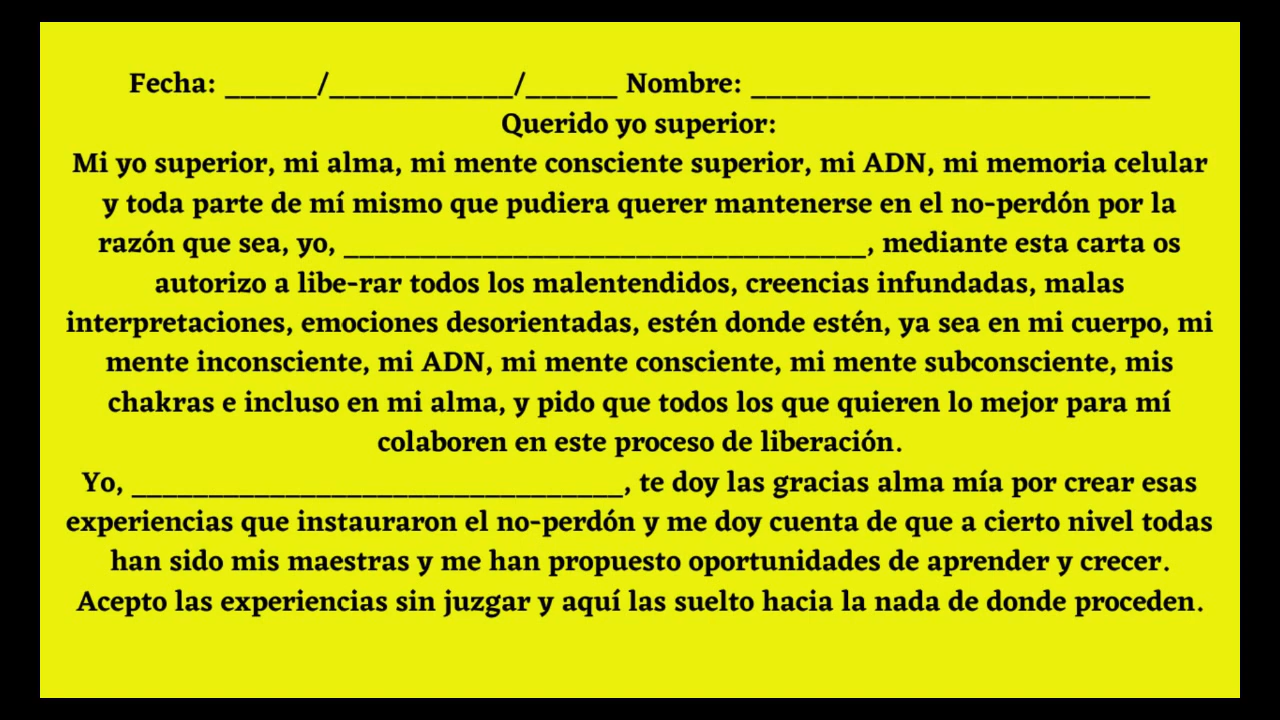 Fecha: ______/____________/______ Nombre: __________________________
Querido yo superior:
Mi yo superior, mi alma, mi mente consciente superior, mi ADN, mi memoria celular
y toda parte de mí mismo que pudiera querer mantenerse en el no-perdón por la
razón que sea, yo, __________________________________, mediante esta carta os
autorizo a libe-rar todos los malentendidos, creencias infundadas, malas
interpretaciones, emociones desorientadas, estén donde estén, ya sea en mi cuerpo, mi
mente inconsciente, mi ADN, mi mente consciente, mi mente subconsciente, mis
chakras e incluso en mi alma, y pido que todos los que quieren lo mejor para mí
colaboren en este proceso de liberación.
Yo, ________________________________, te doy las gracias alma mía por crear esas
experiencias que instauraron el no-perdón y me doy cuenta de que a cierto nivel todas
han sido mis maestras y me han propuesto oportunidades de aprender y crecer.
Acepto las experiencias sin juzgar y aquí las suelto hacia la nada de donde proceden.